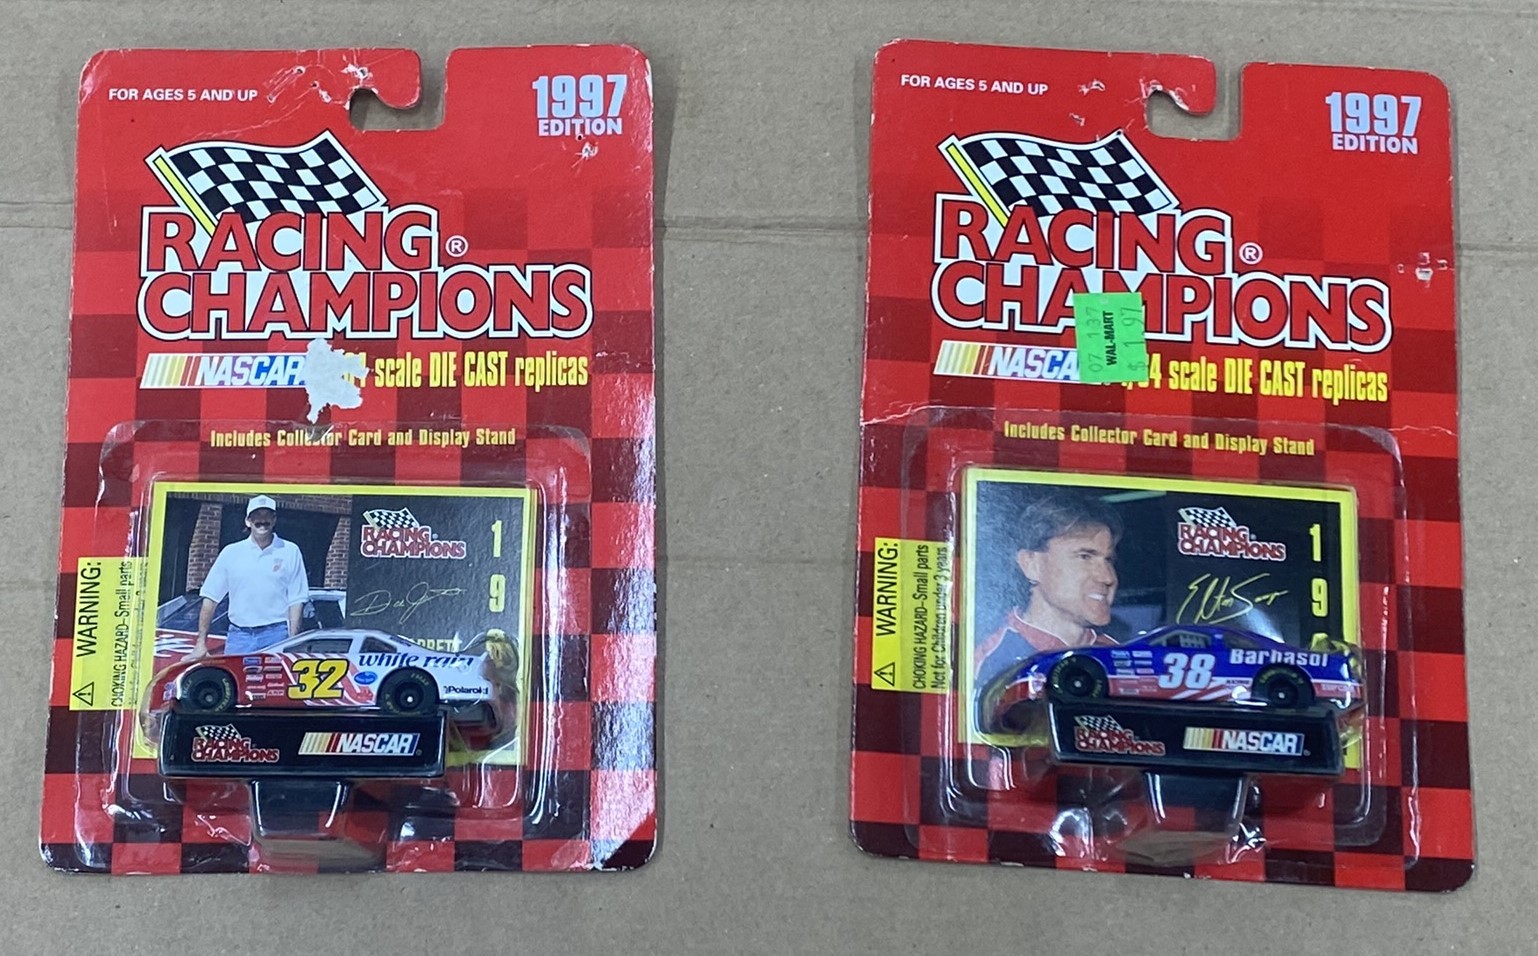 FOR AGES 5 AND UP
1997
EDITION
RACING
CHAMPIONS®
NASCAR
scale DIE CAST replicas
Includes Collector Card and Display Stand
WARNING:
CHOKING HAZARD-Small parts
RACING
CHAMPIONS
1
9
32
white rain
Polaroid
RACING
CHAMPIONS
NASCAR
FOR AGES 5 AND UP
1997
EDITION
RACING
CHAMPIONS®
WAL-MART
$1.97
scale DIE CAST replicas
Includes Collector Card and Display Stand
WARNING:
CHOKING HAZARD-Small parts
Not for Children under 3 years
RACING
CHAMPIONS
1
9
38
Barbasol
RACING
CHAMPIONS
NASCAR